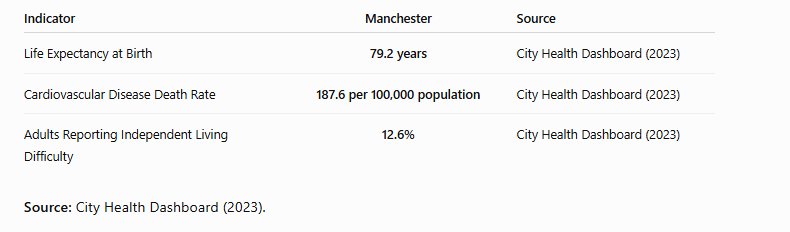 Indicator Manchester Source
Life Expectancy at Birth 79.2 years City Health Dashboard (2023)
Cardiovascular Disease Death Rate 187.6 per 100,000 population City Health Dashboard (2023)
Adults Reporting Independent Living 12.6% City Health Dashboard (2023)
Difficulty
Source: City Health Dashboard (2023).